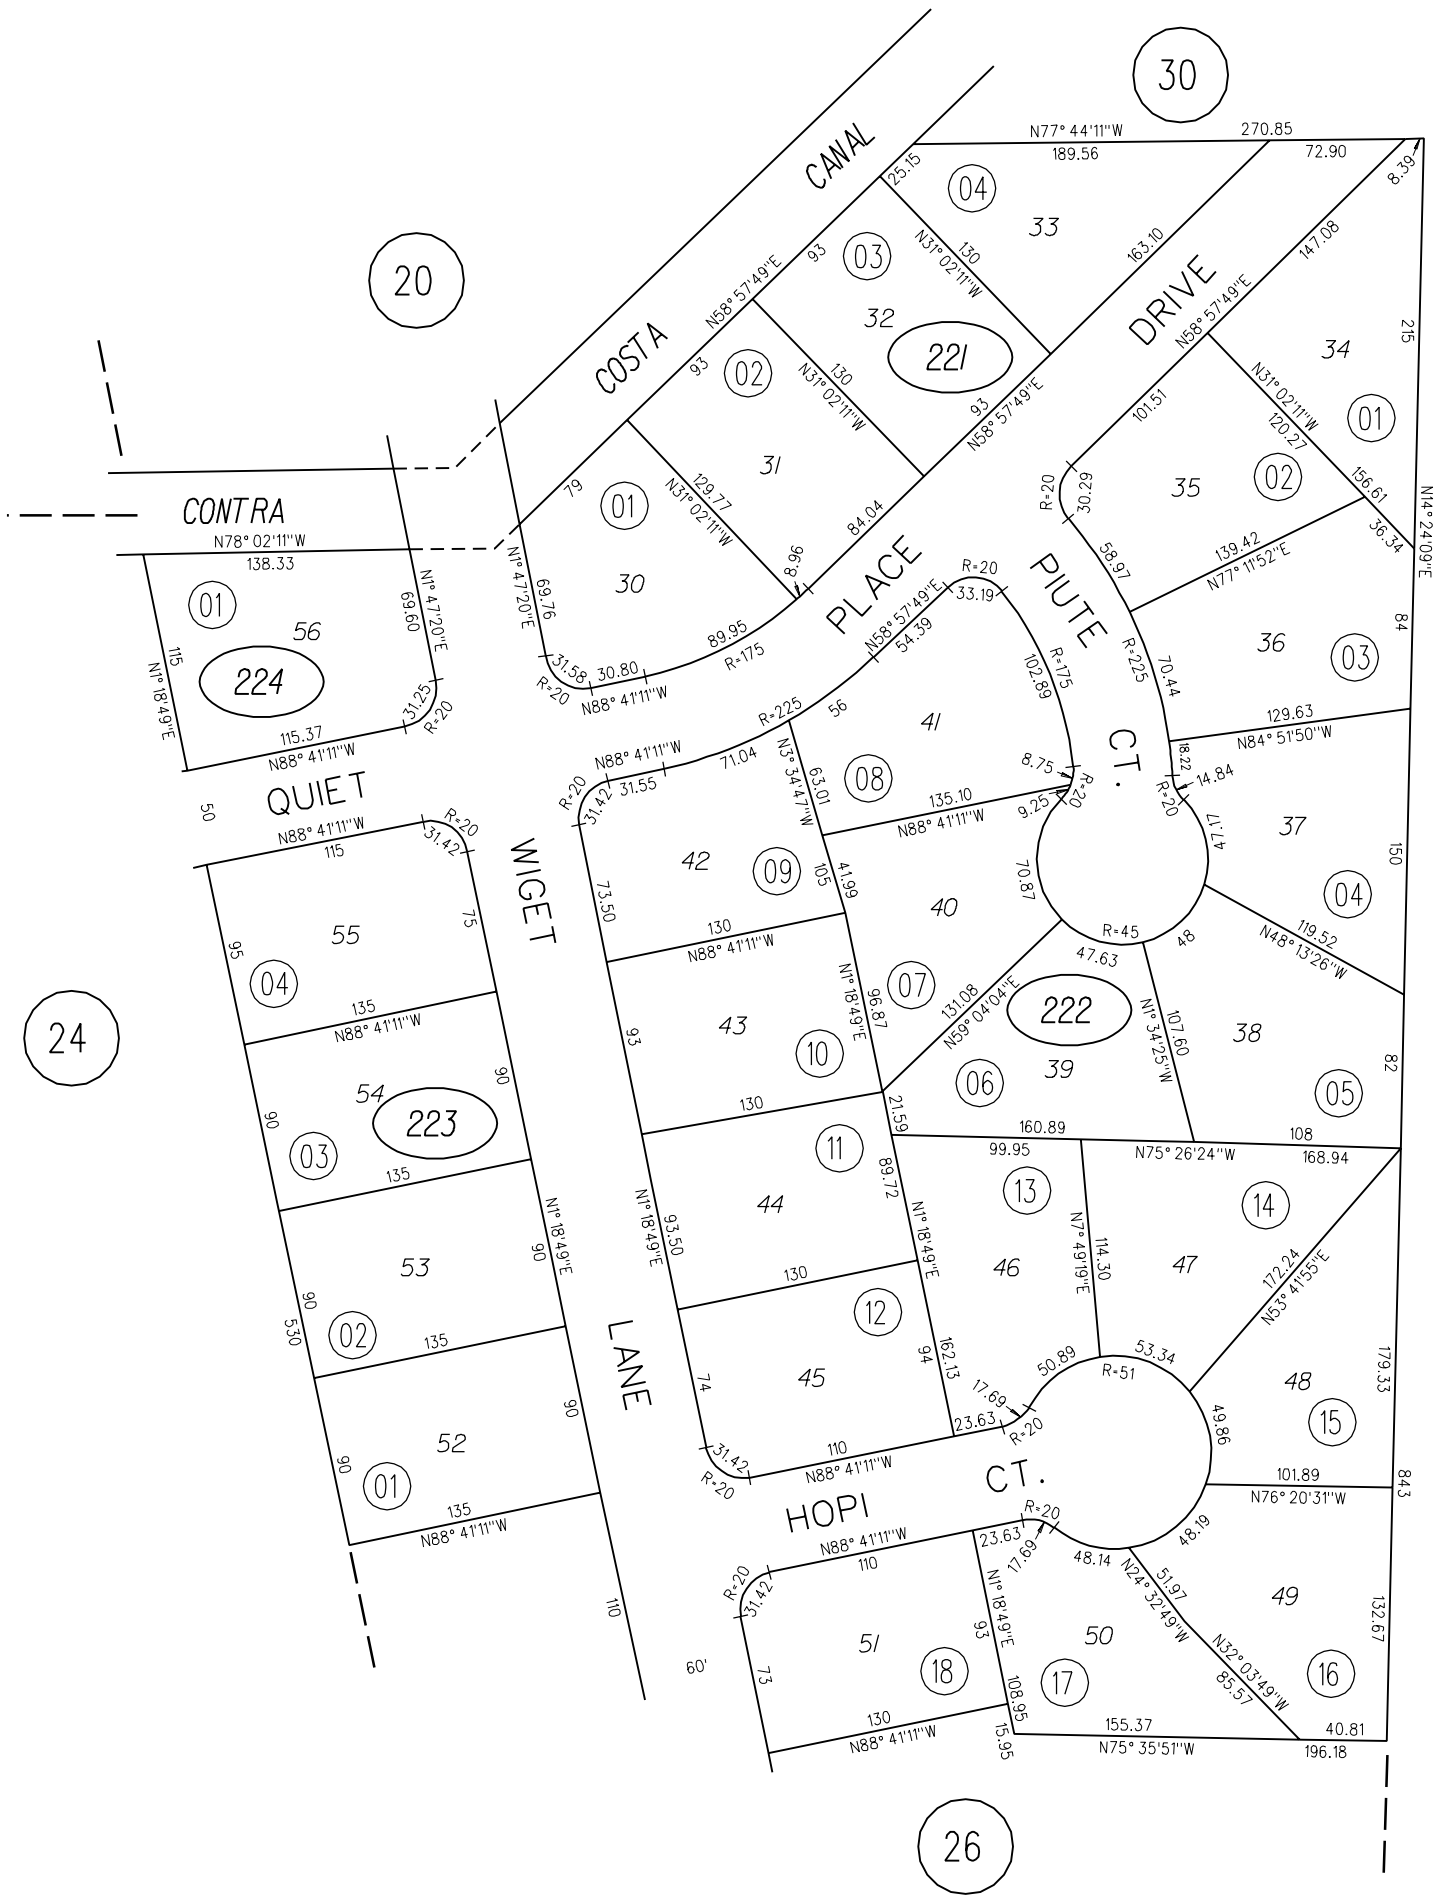 30
N77° 44'11"W
270.85
189.56
72.90
8.39
25.15
04
33
CANAL
163.10
147.08
DRIVE
N58° 57'49"E
20
93
03
130
N31° 02'11"W
32
221
N58° 57'49"E
COSTA
93
02
130
N31° 02'11"W
93
N58° 57'49"E
34
215
01
N31° 02'11"W
120.27
101.51
31
79
01
129.77
N31° 02'11"W
84.04
8.96
R=20
30.29
35
02
156.61
36.34
N14° 24'09"E
CONTRA
N78° 02'11"W
138.33
01
56
224
115
N1° 18'49"E
N1° 47'20"E
69.60
31.25
R=20
115.37
N88° 41'11"W
N1° 47'20"E
69.76
30
31.58
R=20
30.80
N88° 41'11"W
89.95
R=175
PLACE
N58° 57'49"E
54.39
R=20
33.19
PIUTE
CT.
58.97
139.42
N77° 11'52"E
36
84
03
R=225
70.44
129.63
N84° 51'50"W
R=175
102.89
QUIET
50
N88° 41'11"W
115
31.42
R=20
N88° 41'11"W
31.55
31.42
R=20
71.04
R=225
56
41
N3° 34'47"W
63.01
08
8.75
9.25
R=20
135.10
N88° 41'11"W
18.22
14.84
R=20
47.17
37
150
04
WIGET
LANE
55
95
75
04
135
N88° 41'11"W
42
09
73.50
105
41.99
130
N88° 41'11"W
40
70.87
R=45
47.63
48
119.52
N48° 13'26"W
24
54
223
90
90
03
135
43
93
10
N1° 18'49"E
96.87
130
07
131.08
N59° 04'04"E
222
06
39
N1° 34'25"W
107.60
38
82
05
21.59
160.89
99.95
108
N75° 26'24"W
168.94
53
90
530
02
135
90
N1° 18'49"E
11
44
N1° 18'49"E
93.50
89.72
N1° 18'49"E
130
13
46
N7° 49'19"E
114.30
14
47
172.24
N53° 41'55"E
52
90
01
90
135
N88° 41'11"W
12
45
74
94
162.13
31.42
R=20
110
N88° 41'11"W
23.63
17.69
R=20
50.89
53.34
R=51
49.86
48
15
179.33
101.89
N76° 20'31"W
843
HOPI
CT.
N88° 41'11"W
110
31.42
R=20
23.63
R=20
17.69
48.14
48.19
110
60'
51
73
18
130
N88° 41'11"W
N1° 18'49"E
93
108.95
15.95
50
17
51.97
N24° 32'49"W
N32° 03'49"W
85.57
49
132.67
16
155.37
N75° 35'51"W
40.81
196.18
26